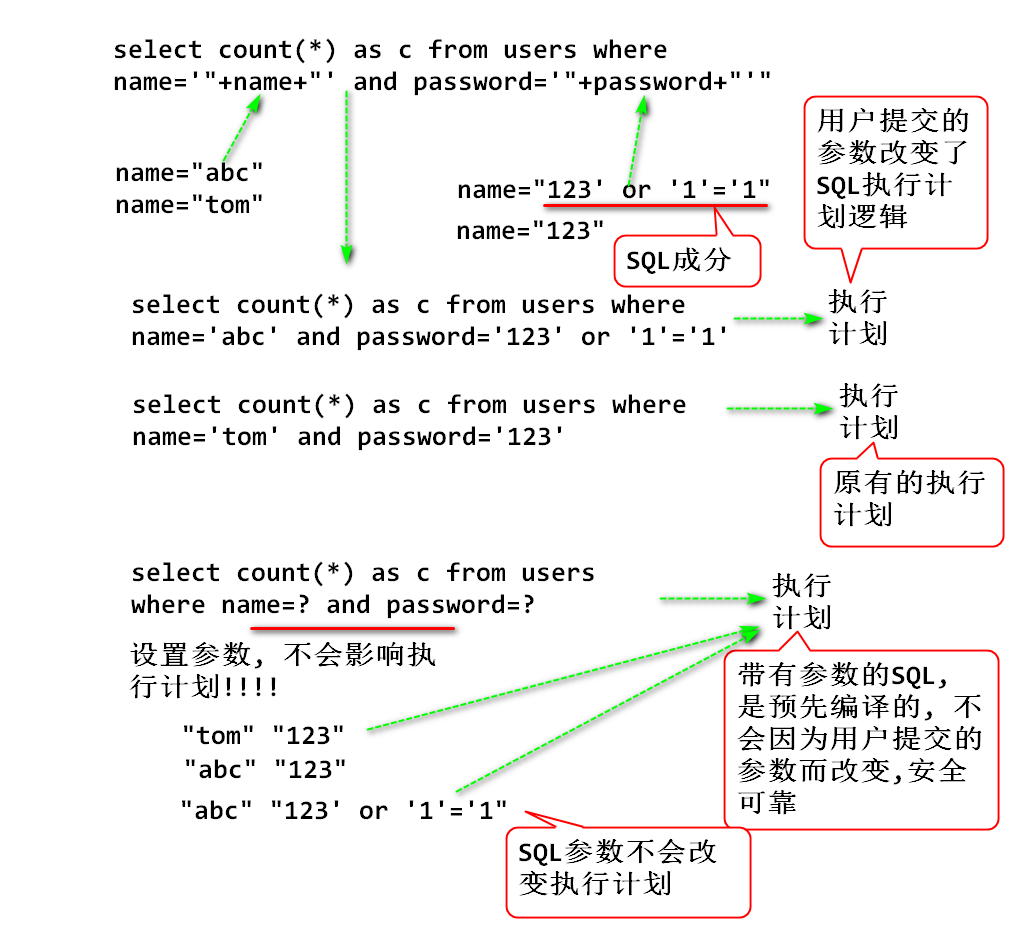 select count(*) as c from users where
name='"+name+"' and password='"+password+"'"
用户提交的
参数改变了
SQL执行计
划逻辑
name="abc"
name="tom"
name="123' or '1'='1"
name="123"
SQL成分
select count(*) as c from users where
name='abc' and password='123' or '1'='1'
执行
计划
select count(*) as c from users where
name='tom' and password='123'
执行
计划
原有的执行
计划
select count(*) as c from users
where name=? and password=?
执行
计划
设置参数, 不会影响执
行计划!!!!
带有参数的SQL,
是预先编译的, 不
会因为用户提交的
参数而改变,安全
可靠
"tom" "123"
"abc" "123"
"abc" "123' or '1'='1"
SQL参数不会改
变执行计划